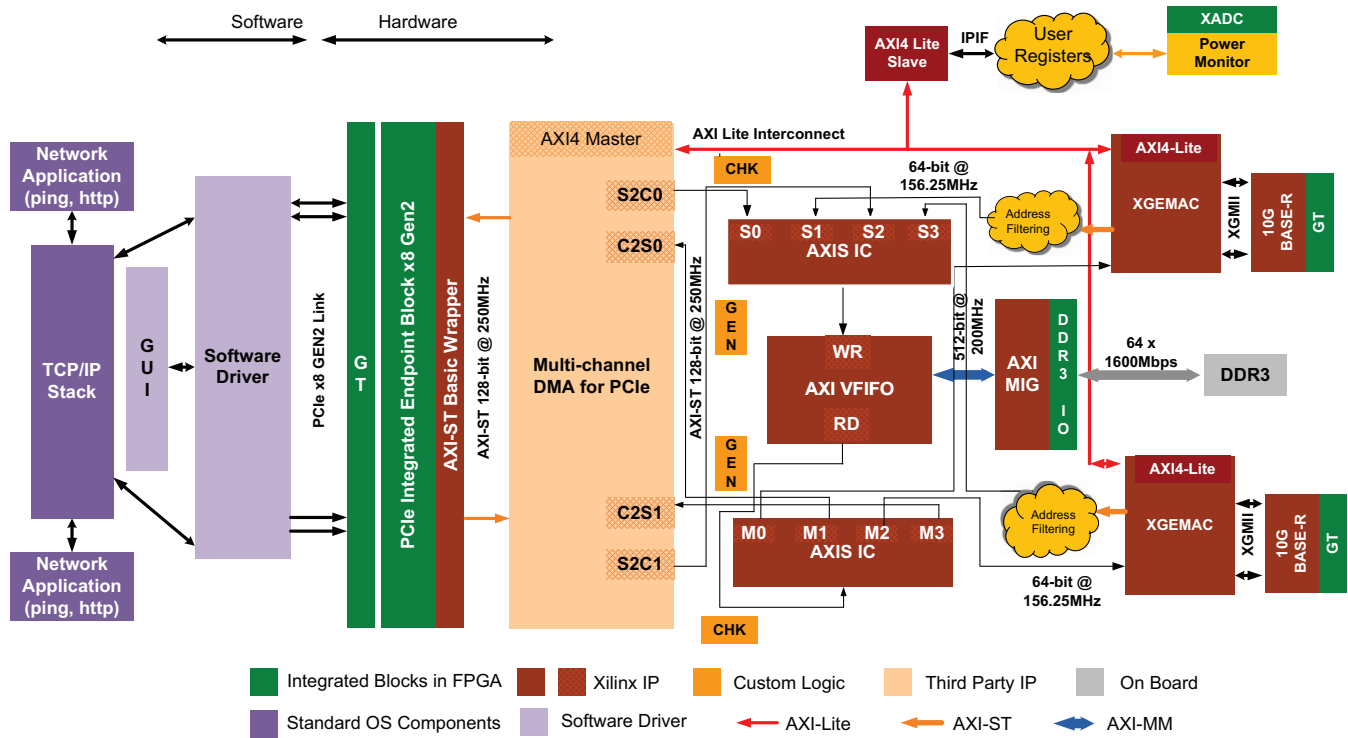 Software
Hardware
XADC
Power
Monitor
User
Registers
IPIF
AXI4 Lite
Slave
AXI Lite Interconnect
AXI4 Master
CHK
64-bit @
156.25MHz
AXI4-Lite
XGEMAC
XGMII
10G
BASE-R
GT
Address
Filtering
Network
Application
(ping, http)
TCP/IP
Stack
G
U
I
Software
Driver
PCIe x8 GEN2 Link
G
T
PCIe Integrated Endpoint Block x8 Gen2
AXI-ST Basic Wrapper
AXI-ST 128-bit @ 250MHz
S2C0
C2S0
Multi-channel
DMA for PCIe
C2S1
S2C1
AXI-ST 128-bit @ 250MHz
S0
S1
S2
S3
AXIS IC
G
E
N
WR
AXI VFIFO
RD
512-bit @
200MHz
AXI
MIG
D
D
R
3
IO
64 x
1600Mbps
DDR3
G
E
N
M0
M1
M2
M3
AXIS IC
CHK
Address
Filtering
AXI4-Lite
XGEMAC
XGMII
10G
BASE-R
GT
64-bit @
156.25MHz
Network
Application
(ping, http)
Integrated Blocks in FPGA
Xilinx IP
Custom Logic
Third Party IP
On Board
Standard OS Components
Software Driver
AXI-Lite
AXI-ST
AXI-MM